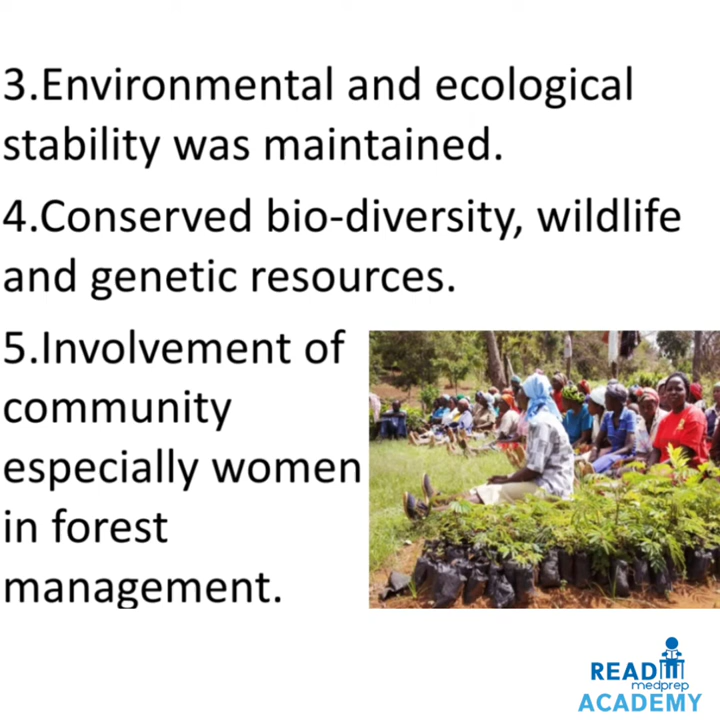 3.Environmental and ecological
stability was maintained.
4.Conserved bio-diversity, wildlife
and genetic resources.
5.Involvement of
community
especially women
in forest
management.
READ
medprep
ACADEMY